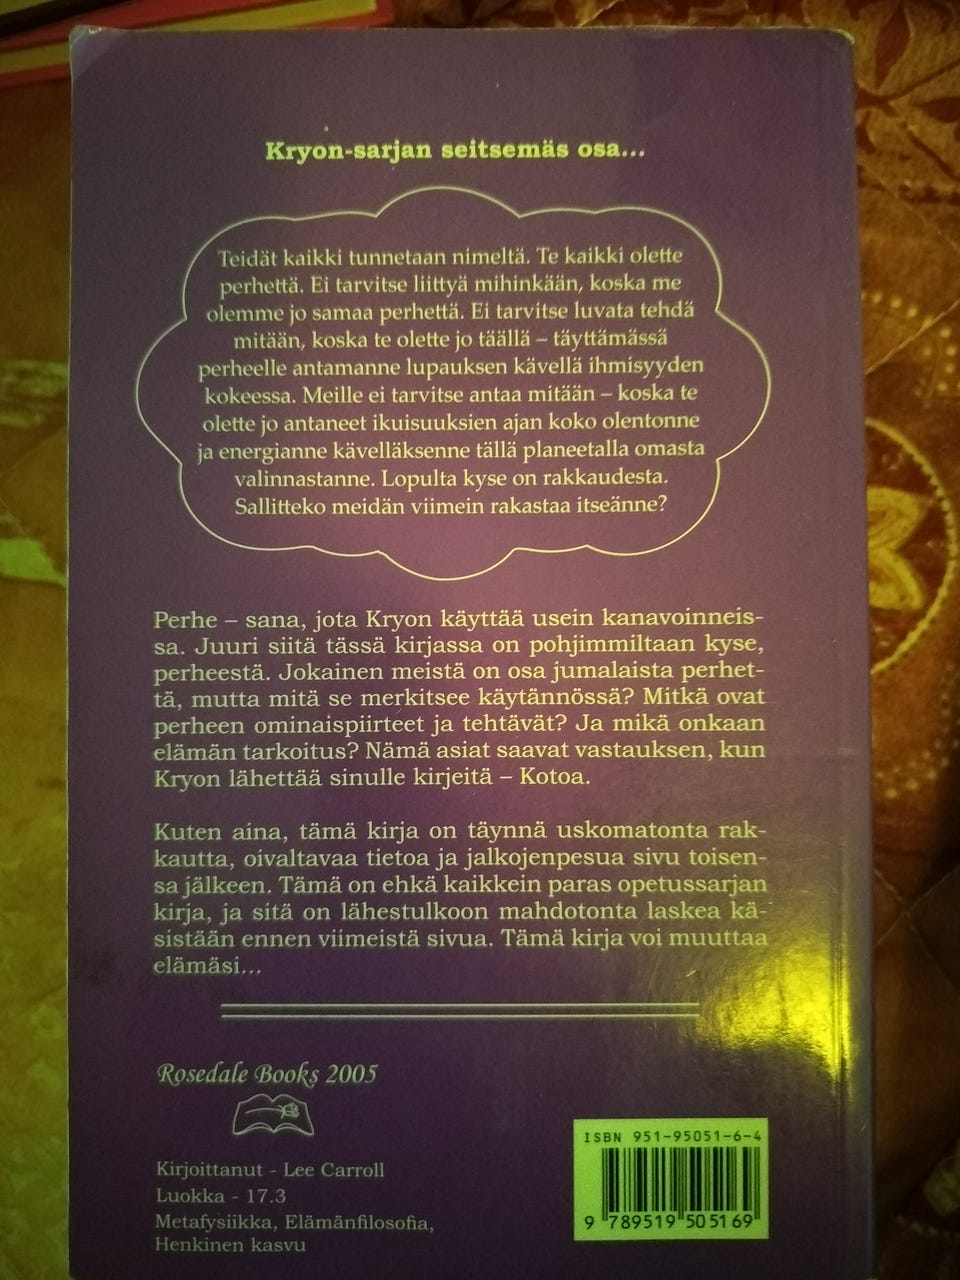 Kryon-sarjan seitsemäs osa...
Teidät kaikki tunnetaan nimeltä. Te kaikki olette
perhettä. Ei tarvitse liittyä mihinkään, koska me
olemme jo samaa perhettä. Ei tarvitse luvata tehdä
mitään, koska te olette jo täällä – täyttämässä
perheelle antamanne lupauksen kävellä ihmisyyden
kokeessa. Meille ei tarvitse antaa mitään – koska te
olette jo antaneet ikuisuuksien ajan koko olentonne
ja energianne kävelläksenne tällä planeetalla omasta
valinnastanne. Lopulta kyse on rakkaudesta.
Sallitteko meidän viimein rakastaa itseänne?
Perhe – sana, jota Kryon käyttää usein kanavoinneis-
sa. Juuri siitä tässä kirjassa on pohjimmiltaan kyse,
perheestä. Jokainen meistä on osa jumalaista perhet-
tä, mutta mitä se merkitsee käytännössä? Mitkä ovat
perheen ominaispiirteet ja tehtävät? Ja mikä onkaan
elämän tarkoitus? Nämä asiat saavat vastauksen, kun
Kryon lähettää sinulle kirjeitä – Kotoa.
Kuten aina, tämä kirja on täynnä uskomatonta rak-
kautta, oivaltavaa tietoa ja jalkojenpesua sivu toisen-
sa jälkeen. Tämä on ehkä kaikkein paras opetussarjan
kirja, ja sitä on lähestulkoon mahdotonta laskea kä-
sistään ennen viimeistä sivua. Tämä kirja voi muuttaa
elämäsi...
Rosedale Books 2005
ISBN 951-95051-6-4
9 789519 505169
Kirjoittanut - Lee Carroll
Luokka - 17.3
Metafysiikka, Elämänfilosofia,
Henkinen kasvu